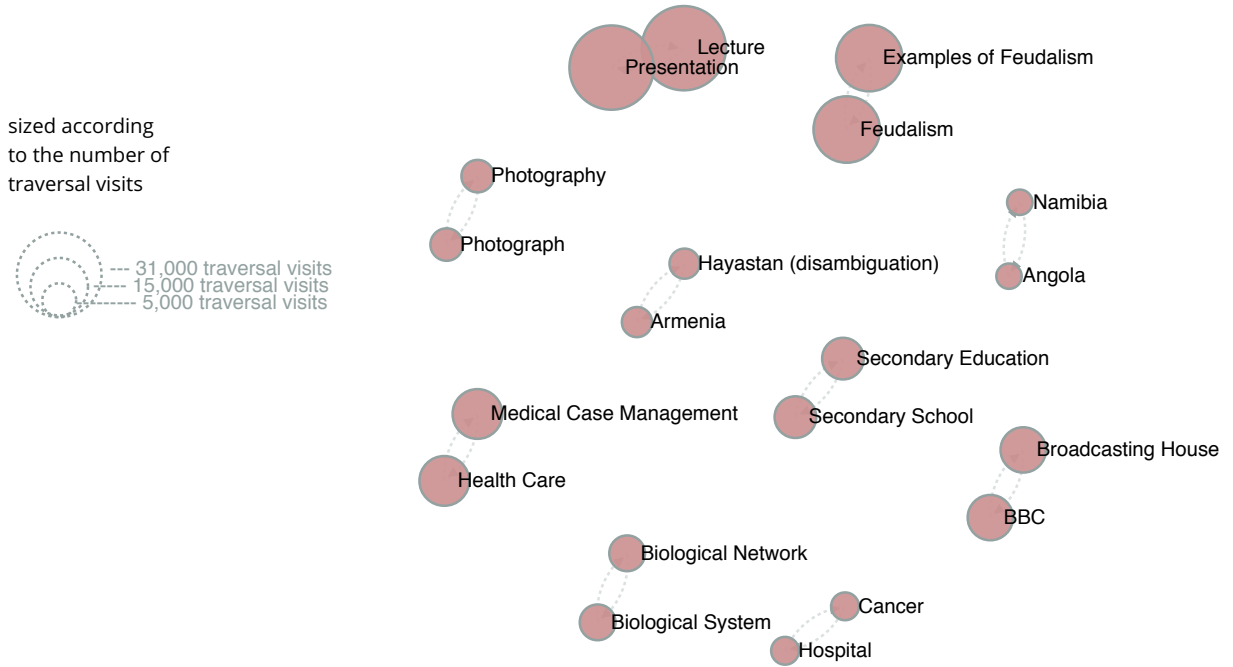 Lecture
Presentation
Examples of Feudalism
Feudalism
sized according
to the number of
traversal visits
Photography
Photograph
Namibia
Angola
31,000 traversal visits
15,000 traversal visits
5,000 traversal visits
Hayastan (disambiguation)
Armenia
Secondary Education
Secondary School
Medical Case Management
Health Care
Broadcasting House
BBC
Biological Network
Biological System
Cancer
Hospital